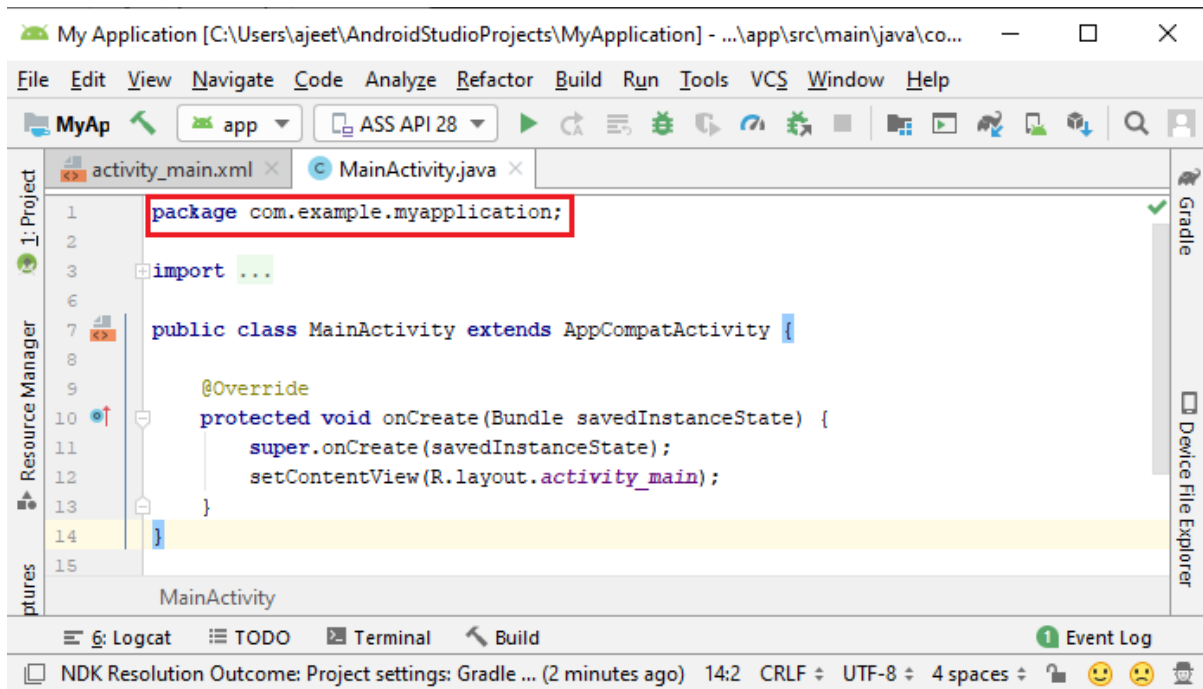 My Application [C:\Users\ajeet\AndroidStudioProjects\MyApplication] - ...\app\src\main\java\co...
File Edit View Navigate Code Analyze Refactor Build Run Tools VCS Window Help
MyAp app ASS API 28
activity_main.xml MainActivity.java
1: Project
Resource Manager
ptures
1 package com.example.myapplication;
2
3 import ...
6
7 public class MainActivity extends AppCompatActivity {
8
9 @Override
10 protected void onCreate(Bundle savedInstanceState) {
11 super.onCreate(savedInstanceState);
12 setContentView(R.layout.activity_main);
13 }
14 }
15
MainActivity
Gradle
Device File Explorer
6: Logcat TODO Terminal Build 1 Event Log
NDK Resolution Outcome: Project settings: Gradle ... (2 minutes ago) 14:2 CRLF UTF-8 4 spaces